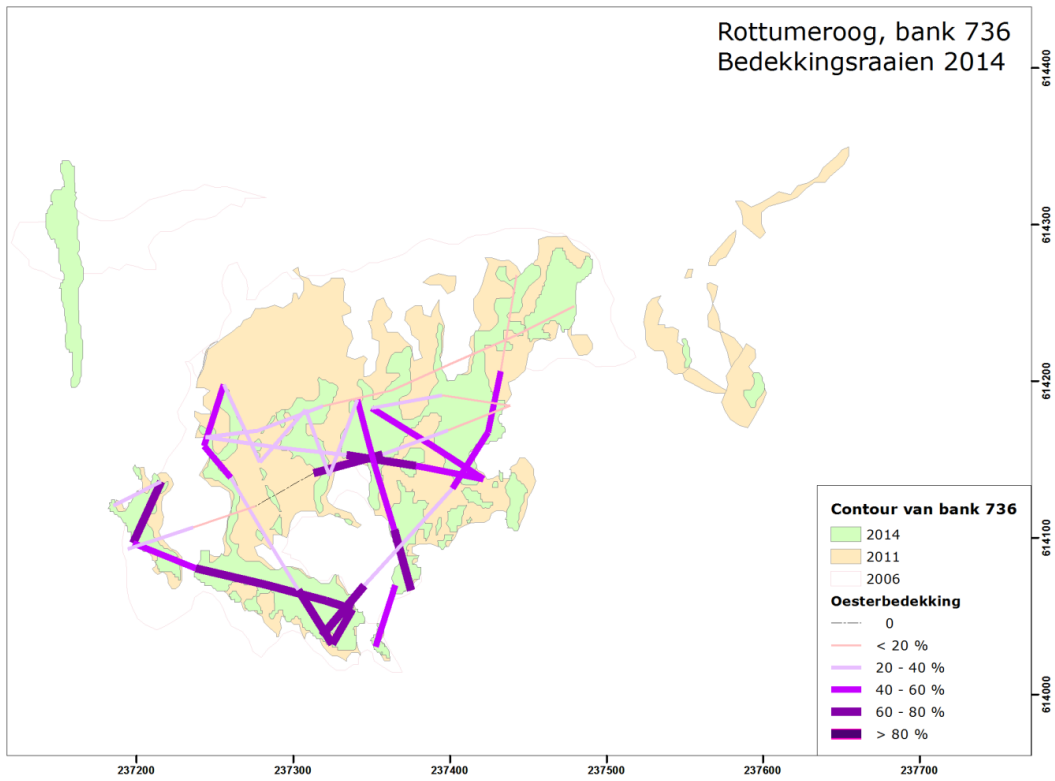 Rottumeroog, bank 736
Bedekkingsraaien 2014
614400
614300
614200
614100
614000
Contour van bank 736
2014
2011
2006
Oesterbedekking
0
< 20 %
20 - 40 %
40 - 60 %
60 - 80 %
> 80 %
237200
237300
237400
237500
237600
237700